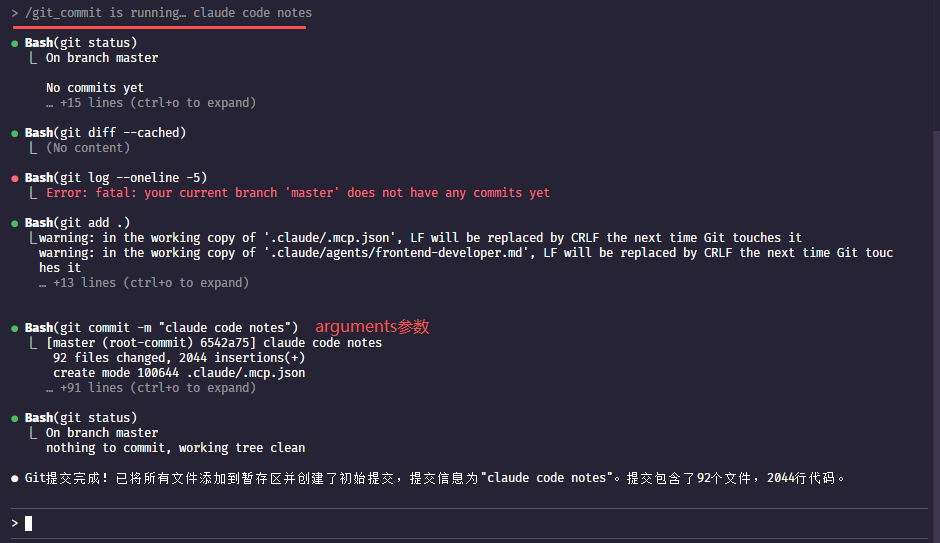 > /git_commit is running… claude code notes
● Bash(git status)
⎿ On branch master
No commits yet
… +15 lines (ctrl+o to expand)
● Bash(git diff --cached)
⎿ (No content)
● Bash(git log --oneline -5)
⎿ Error: fatal: your current branch 'master' does not have any commits yet
● Bash(git add .)
⎿ warning: in the working copy of '.claude/.mcp.json', LF will be replaced by CRLF the next time Git touches it
warning: in the working copy of '.claude/agents/frontend-developer.md', LF will be replaced by CRLF the next time Git touc
hes it
… +13 lines (ctrl+o to expand)
● Bash(git commit -m "claude code notes") arguments参数
⎿ [master (root-commit) 6542a75] claude code notes
92 files changed, 2044 insertions(+)
create mode 100644 .claude/.mcp.json
… +91 lines (ctrl+o to expand)
● Bash(git status)
⎿ On branch master
nothing to commit, working tree clean
● Git提交完成！已将所有文件添加到暂存区并创建了初始提交，提交信息为"claude code notes"。提交包含了92个文件，2044行代码。
>